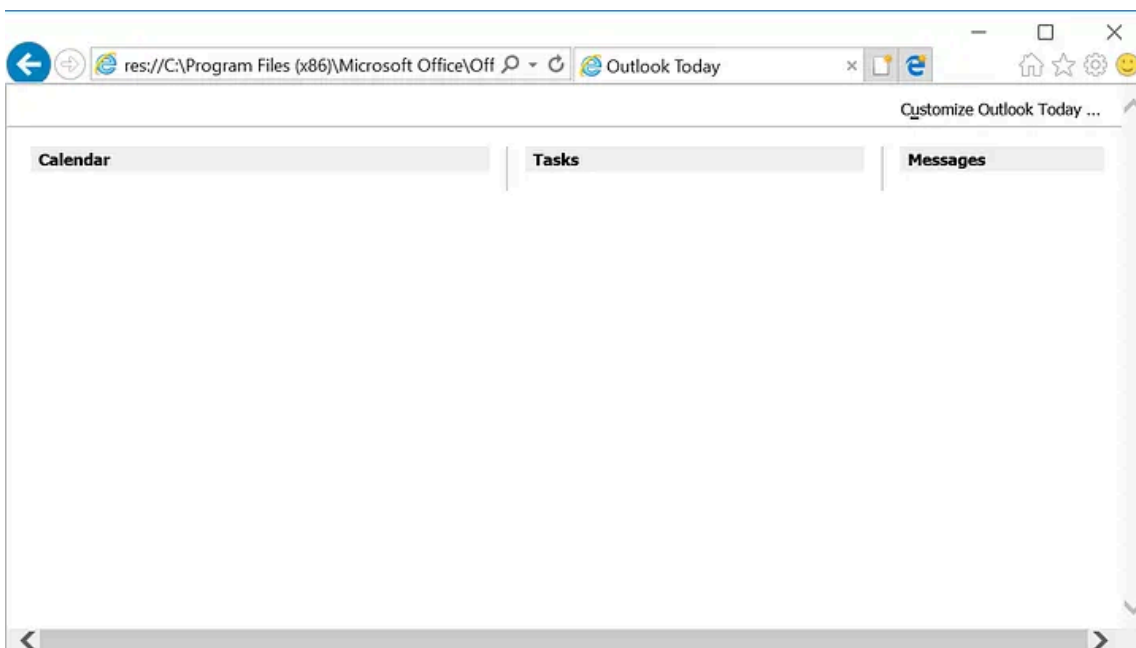 res://C:\Program Files (x86)\Microsoft Office\Off
Outlook Today
Customize Outlook Today ...
Calendar
Tasks
Messages